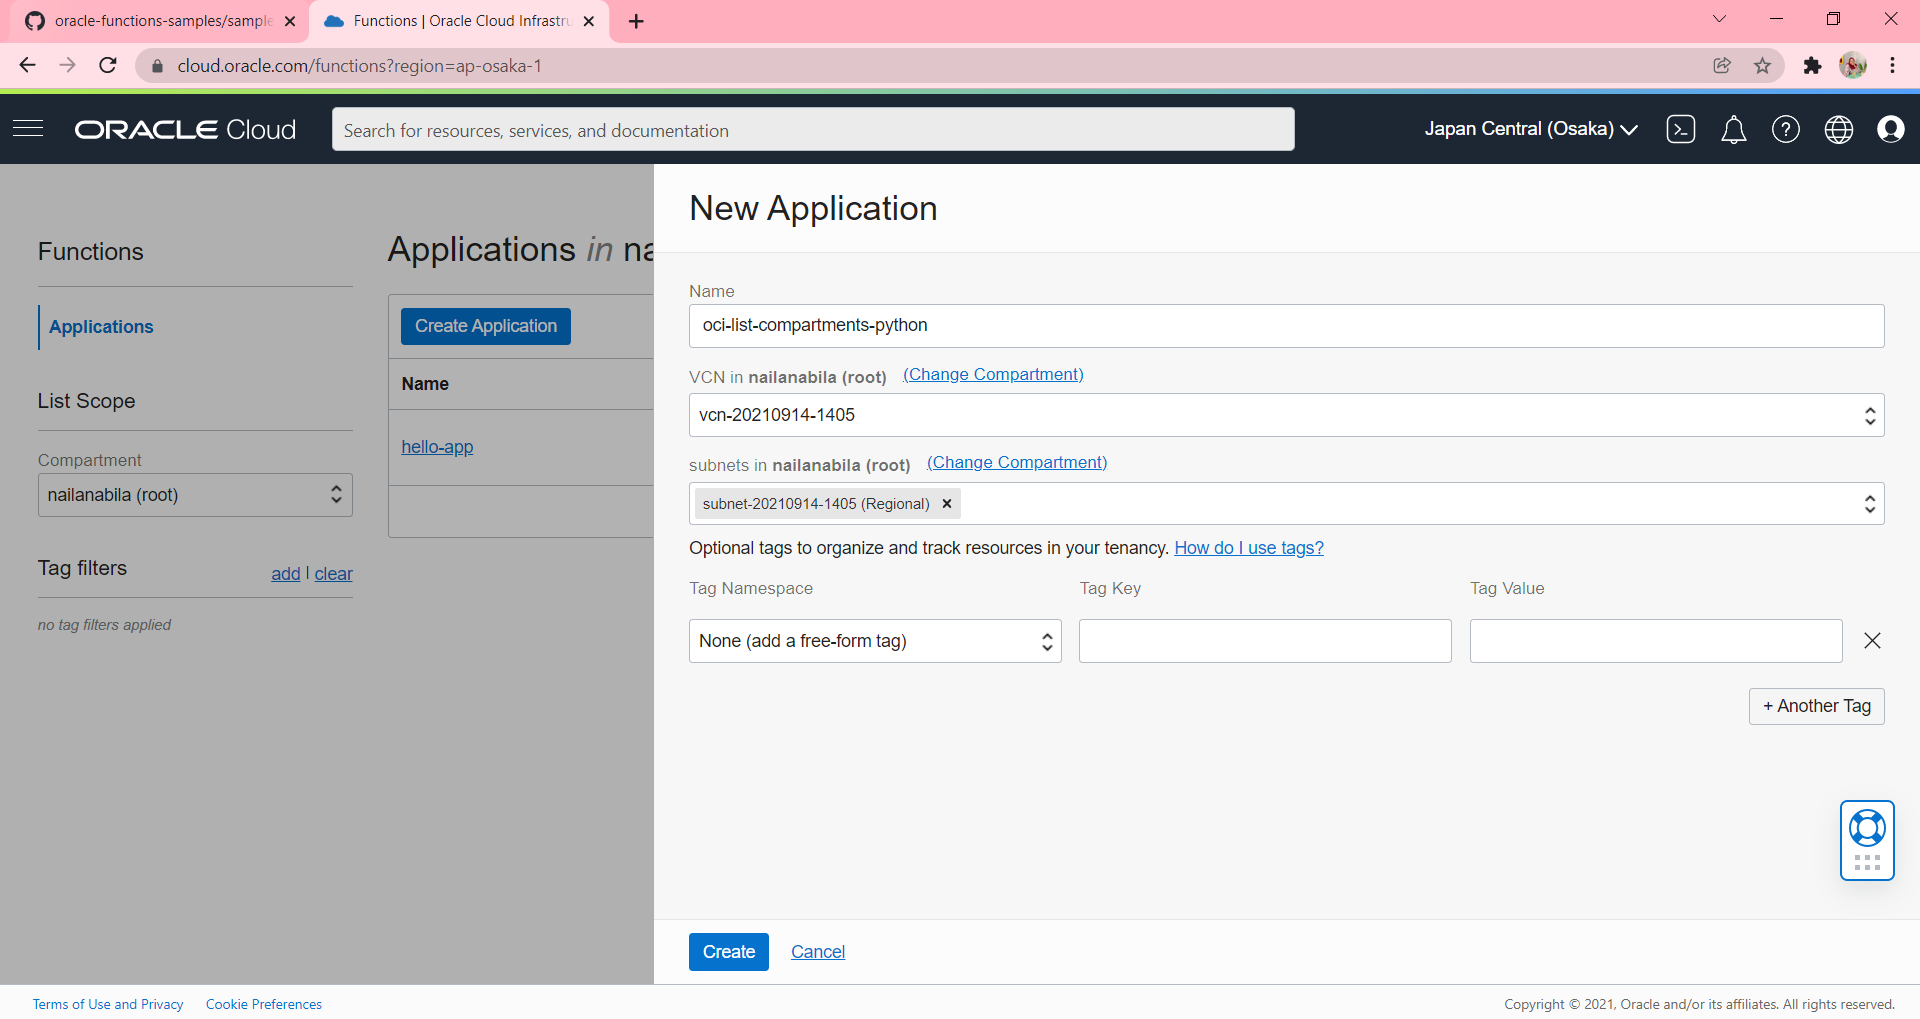 oracle-functions-samples/sample
Functions | Oracle Cloud Infrastru
cloud.oracle.com/functions?region=ap-osaka-1
ORACLE Cloud
Search for resources, services, and documentation
Japan Central (Osaka)
New Application
Functions
Applications in na
Name
oci-list-compartments-python
Applications
Create Application
VCN in nailanabila (root) (Change Compartment)
Name
vcn-20210914-1405
List Scope
hello-app
subnets in nailanabila (root) (Change Compartment)
Compartment
nailanabila (root)
subnet-20210914-1405 (Regional)
Optional tags to organize and track resources in your tenancy. How do I use tags?
Tag filters
add | clear
Tag Namespace
Tag Key
Tag Value
no tag filters applied
None (add a free-form tag)
+ Another Tag
Create
Cancel
Terms of Use and Privacy
Cookie Preferences
Copyright © 2021, Oracle and/or its affiliates. All rights reserved.